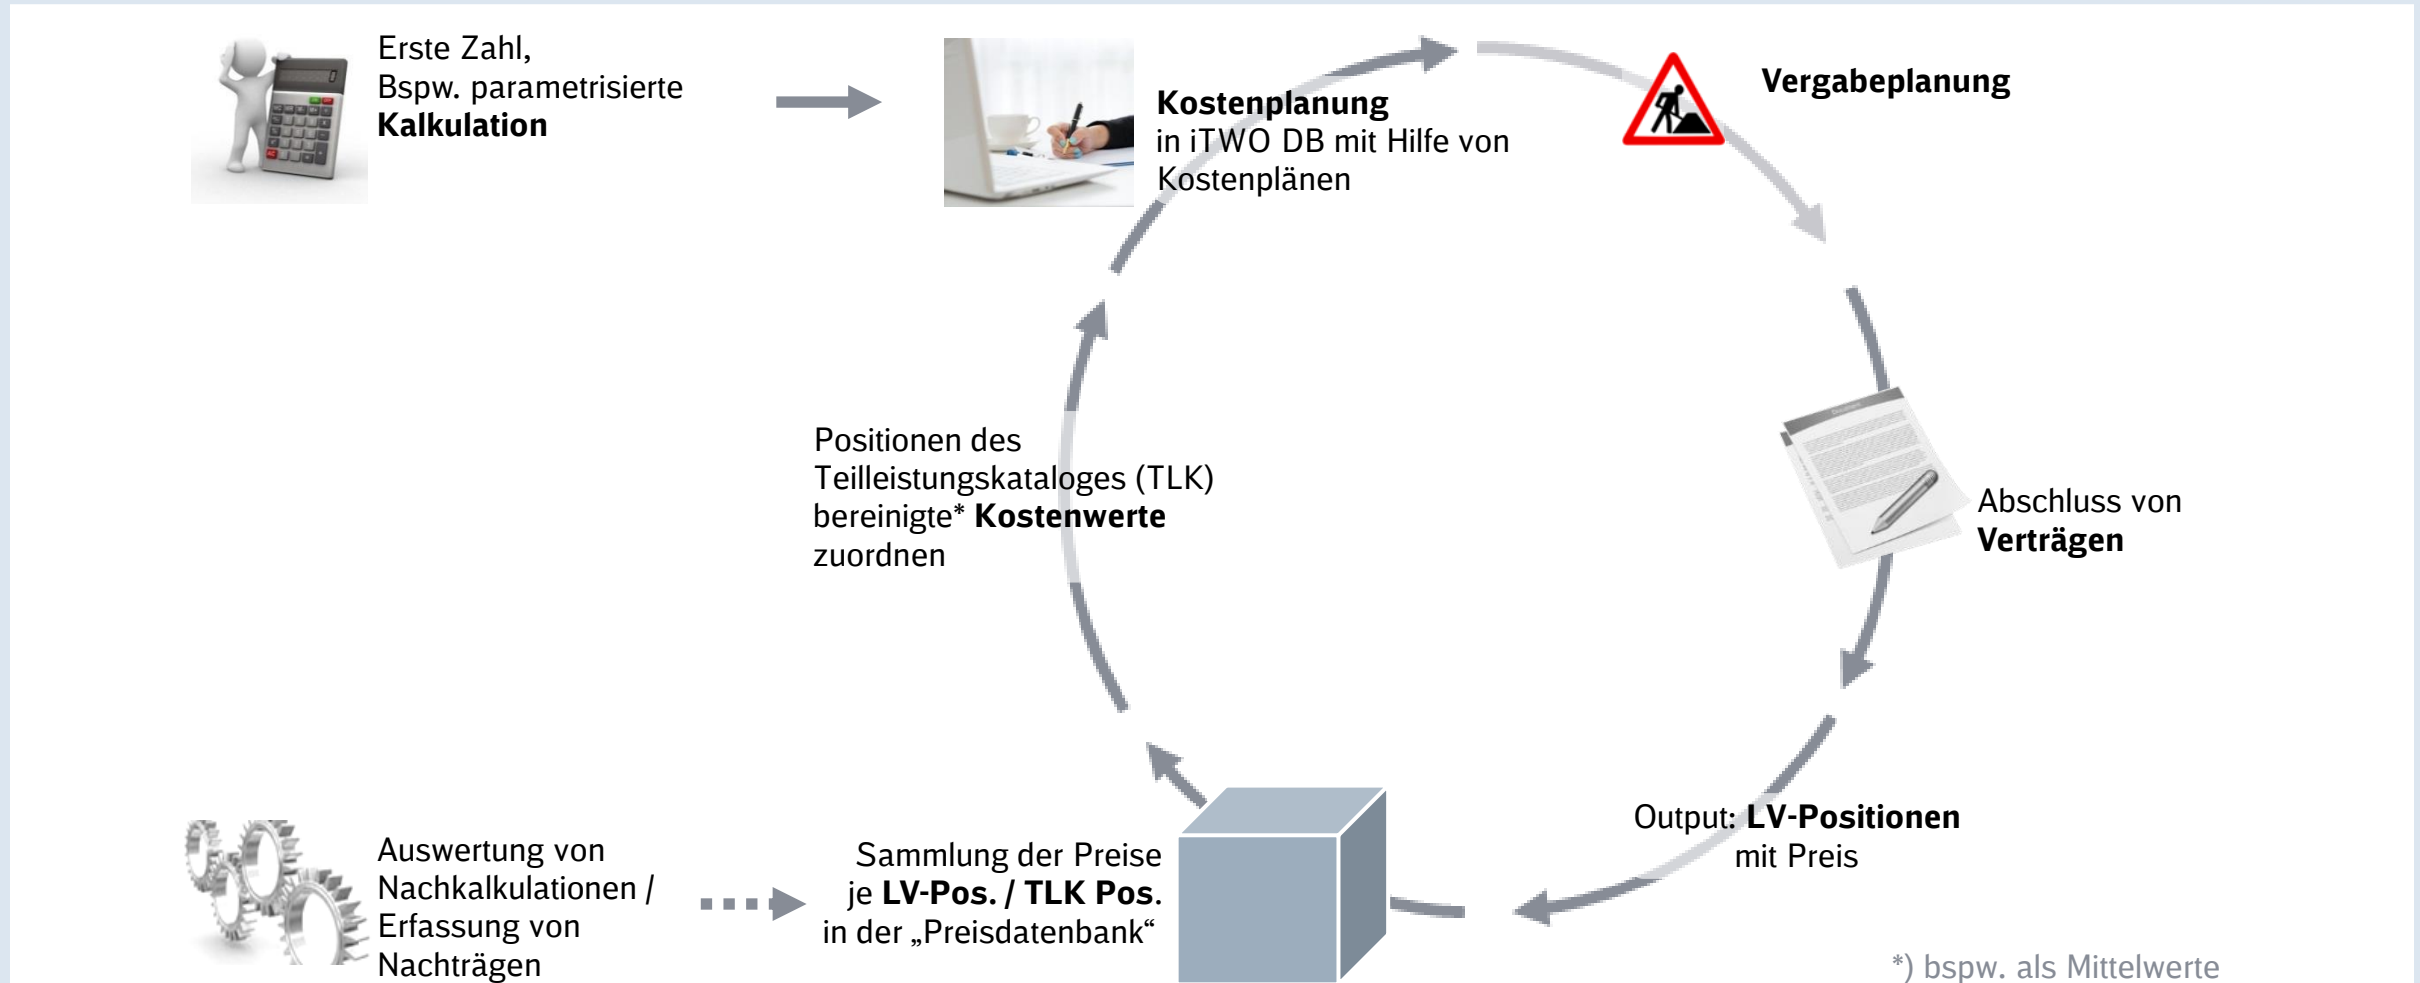 Erste Zahl,
Bspw. parametrisierte
Kalkulation
Kostenplanung
in iTWO DB mit Hilfe von
Kostenplänen
Vergabeplanung
Abschluss von
Verträgen
Output: LV-Positionen
mit Preis
Sammlung der Preise
je LV-Pos. / TLK Pos.
in der „Preisdatenbank“
Positionen des
Teilleistungskataloges (TLK)
bereinigte* Kostenwerte
zuordnen
Auswertung von
Nachkalkulationen /
Erfassung von
Nachträgen
*) bspw. als Mittelwerte